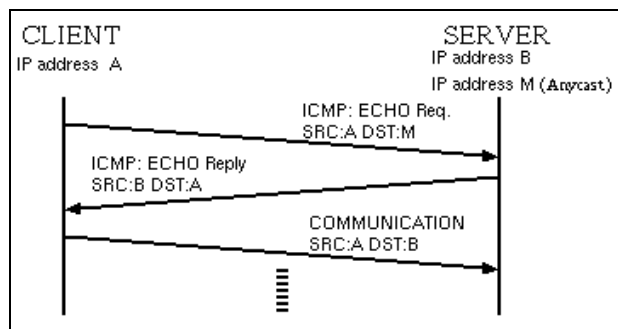 CLIENT
IP address A
SERVER
IP address B
IP address M (Anycast)
ICMP: ECHO Req.
SRC:A DST:M
ICMP: ECHO Reply
SRC:B DST:A
COMMUNICATION
SRC:A DST:B